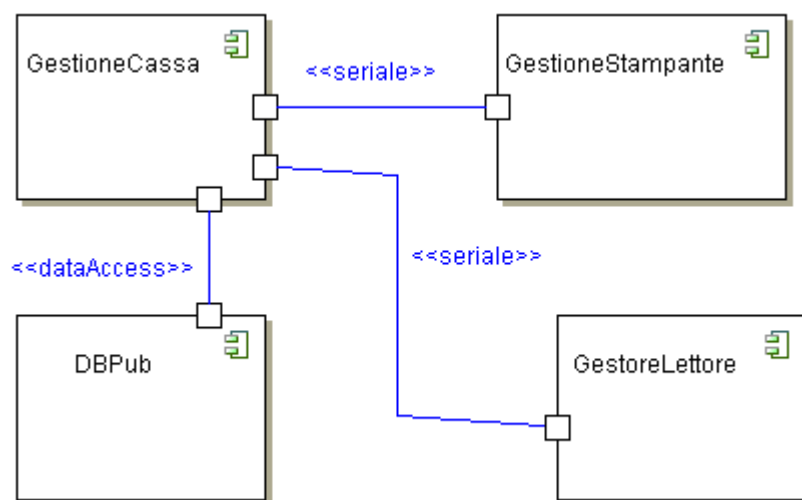 GestioneCassa
<<seriale>>
GestioneStampante
<<dataAccess>>
<<seriale>>
DBPub
GestoreLettore